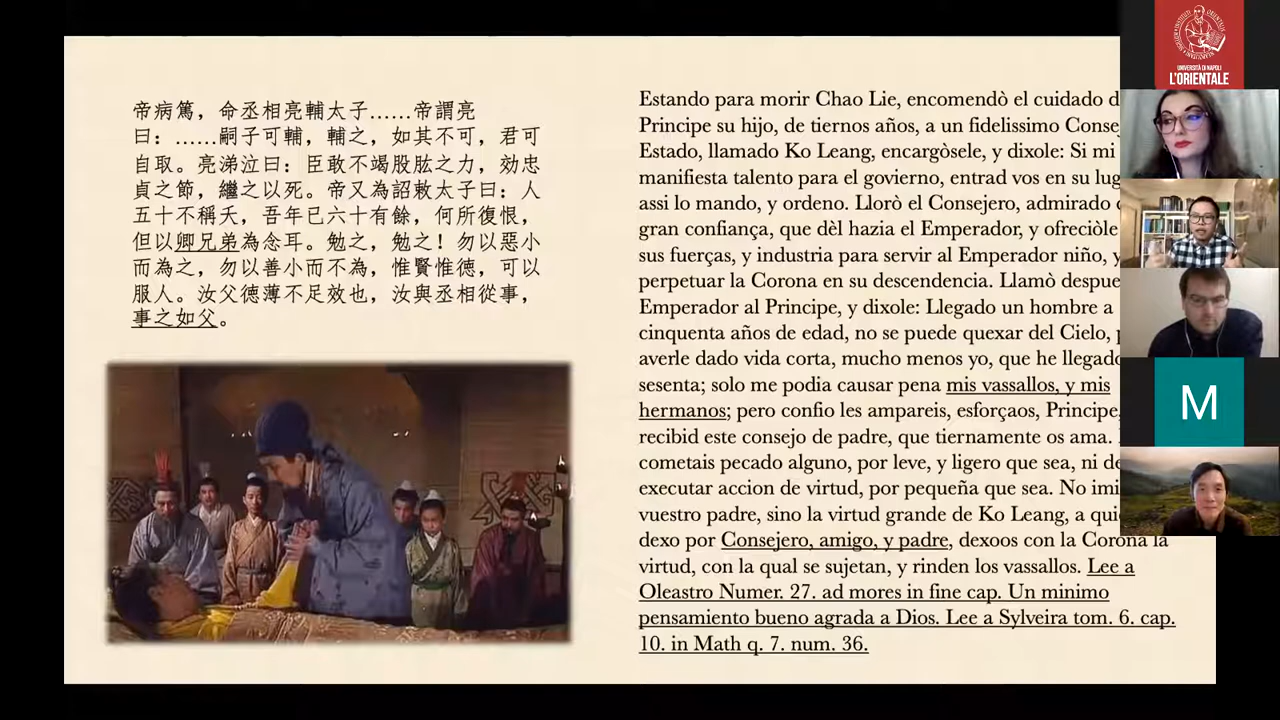 帝病篤，命丞相亮輔太子……帝謂亮
曰：……嗣子可輔，輔之，如其不可，君可
自取。亮涕泣曰：臣敢不竭股肱之力，効忠
貞之節，繼之以死。帝又為詔敕太子曰：人
五十不稱夭，吾年已六十有餘，何所復恨，
但以卿兄弟為念耳。勉之，勉之！勿以惡小
而為之，勿以善小而不為，惟賢惟德，可以
服人。汝父德薄不足效也，汝與丞相從事，
事之如父。
Estando para morir Chao Lie, encomendò el cuidado d
Principe su hijo, de tiernos años, a un fidelissimo Conse
Estado, llamado Ko Leang, encargòsele, y dixole: Si mi
manifiesta talento para el govierno, entrad vos en su lug
assi lo mando, y ordeno. Llorò el Consejero, admirado
gran confiança, que dèl hazia el Emperador, y ofreciòle
sus fuerças, y industria para servir al Emperador niño, y
perpetuar la Corona en su descendencia. Llamò despue
Emperador al Principe, y dixole: Llegado un hombre a
cinquenta años de edad, no se puede quexar del Cielo,
averle dado vida corta, mucho menos yo, que he llegado
sesenta; solo me podia causar pena mis vassallos, y mis
hermanos; pero confio les ampareis, esforçaos, Principe,
recibid este consejo de padre, que tiernamente os ama.
cometais pecado alguno, por leve, y ligero que sea, ni de
executar accion de virtud, por pequeña que sea. No imi
vuestro padre, sino la virtud grande de Ko Leang, a qui
dexo por Consejero, amigo, y padre, dexoos con la Corona la
virtud, con la qual se sujetan, y rinden los vassallos. Lee a
Oleastro Numer. 27. ad mores in fine cap. Un minimo
pensamiento bueno agrada a Dios. Lee a Sylveira tom. 6. cap.
10. in Math q. 7. num. 36.
UNIVERSITÀ DI NAPOLI
L'ORIENTALE
M